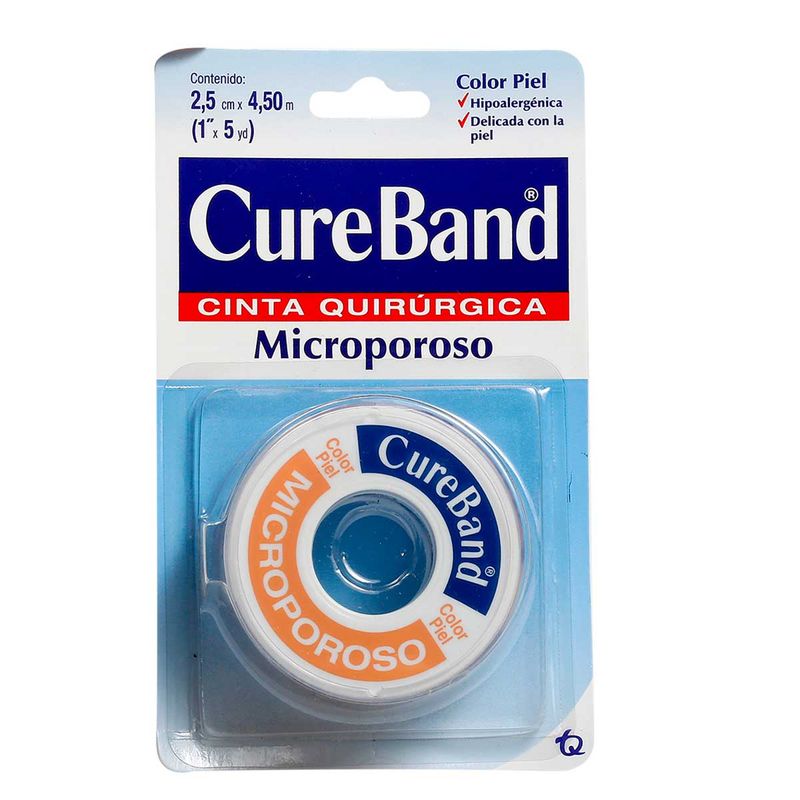 Contenido:
2,5 cm x 4,50 m
(1" x 5 yd)
Color Piel
✓Hipoalergénica
✓Delicada con la
piel
CureBand®
CINTA QUIRÚRGICA
Microporoso
CureBand®
Color
Piel
MICROPOROSO
Color
Piel
TQ